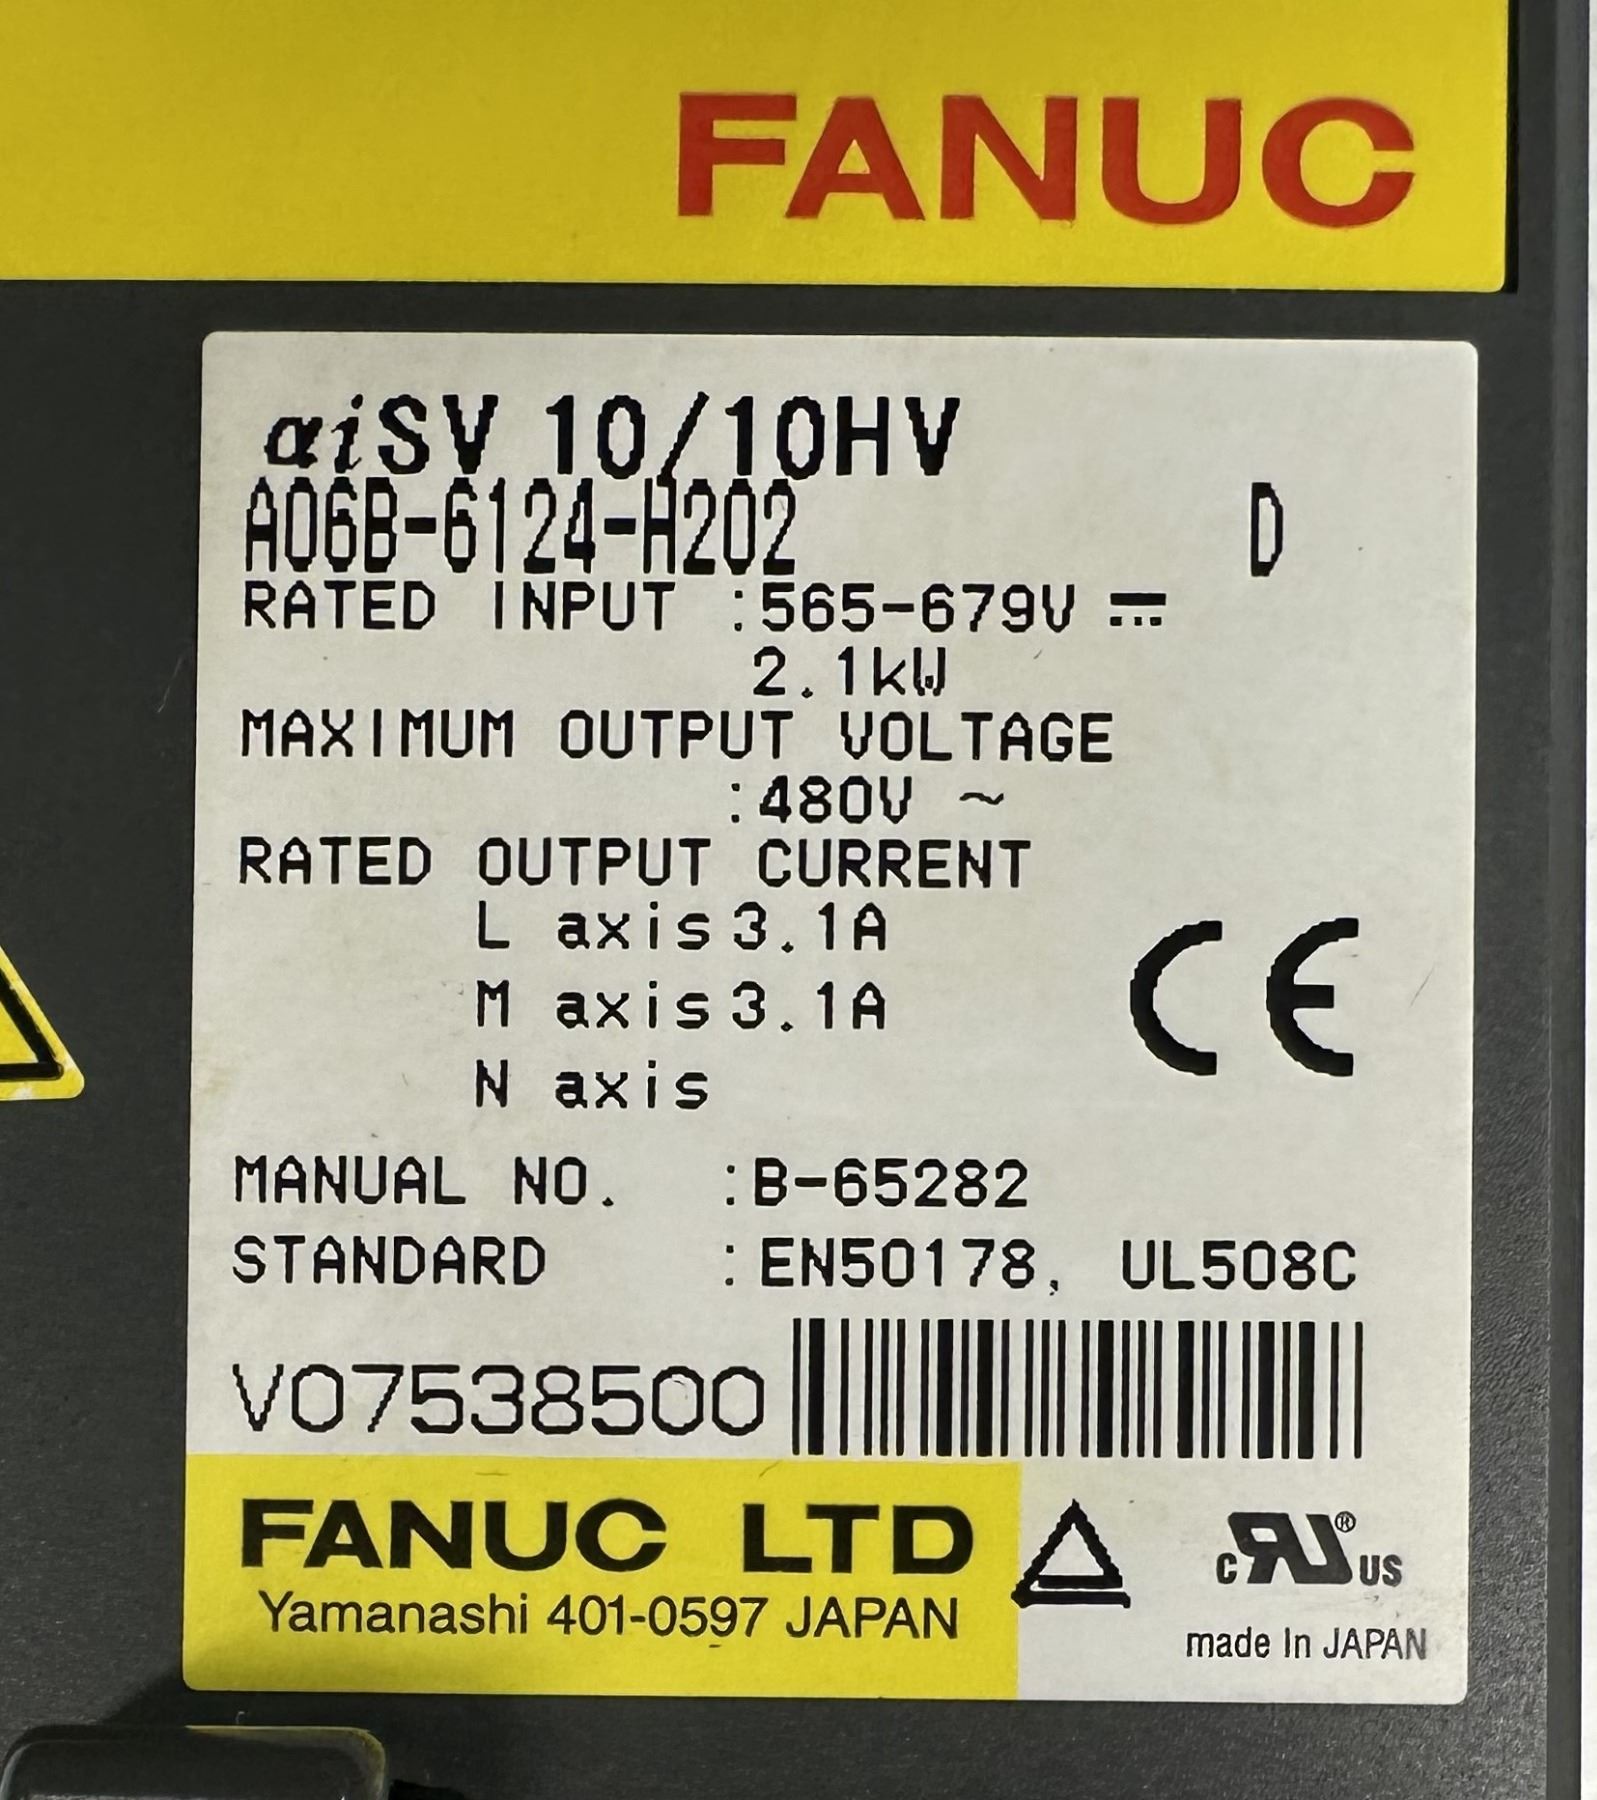 FANUC
αiSV 10/10HV
A06B-6124-H202 D
RATED INPUT :565-679V ⎓
2.1kW
MAXIMUM OUTPUT VOLTAGE
:480V ~
RATED OUTPUT CURRENT
L axis 3.1A
M axis 3.1A
N axis
CE
MANUAL NO. :B-65282
STANDARD :EN50178, UL508C
V07538500
FANUC LTD
Yamanashi 401-0597 JAPAN
c RU ® US
made In JAPAN